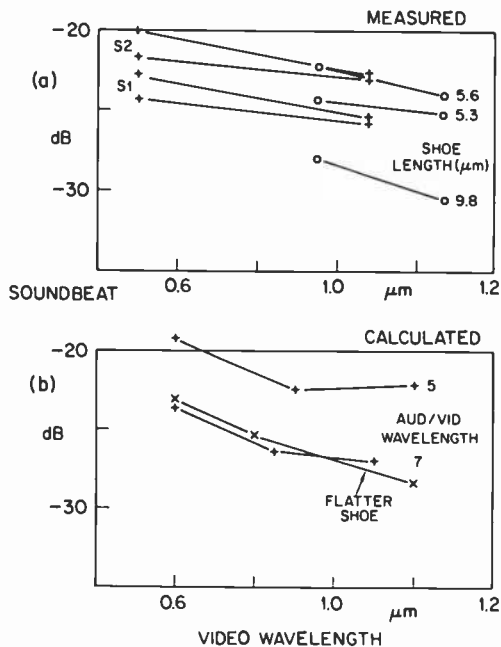 MEASURED
-20
S2
(a)
S1
5.6
5.3
dB
SHOE
LENGTH (μm)
-30
9.8
SOUNDBEAT
0.6
1.0
μm
1.2
CALCULATED
-20
(b)
5
dB
AUD/VID
WAVELENGTH
7
FLATTER
SHOE
-30
0.6
1.0
μm
1.2
VIDEO WAVELENGTH